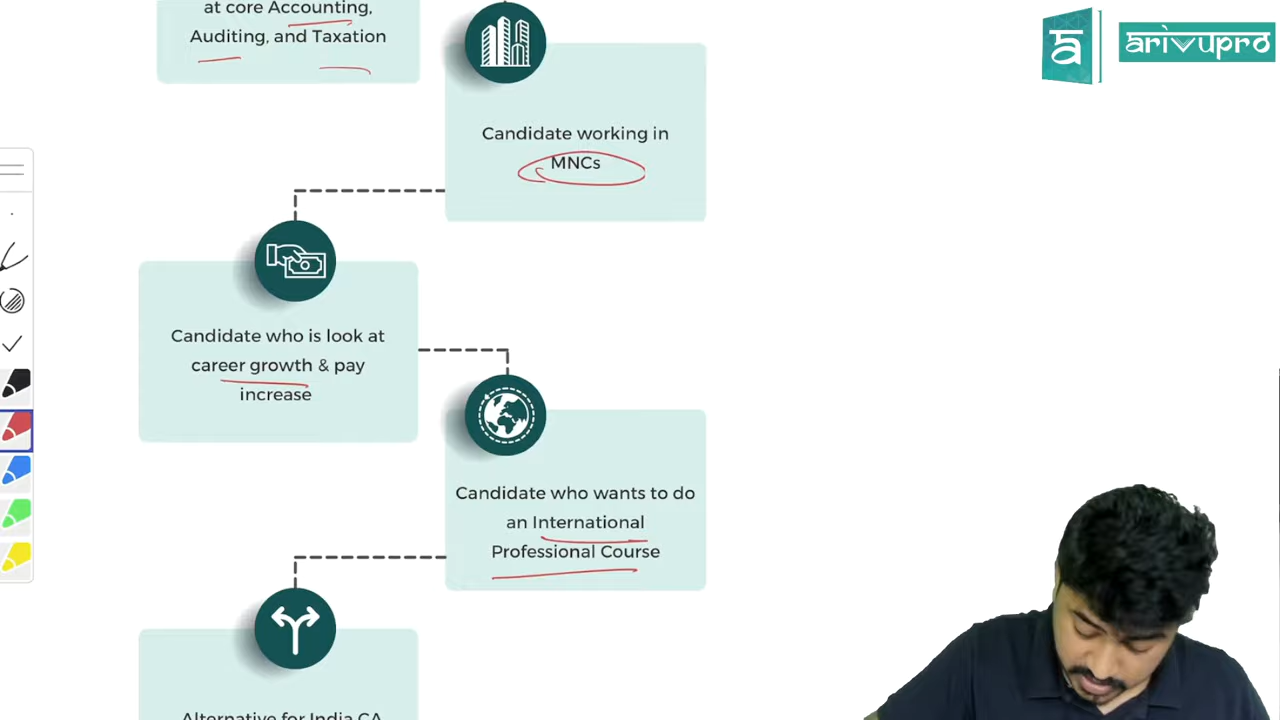 at core Accounting,
Auditing, and Taxation
arivupro
Candidate working in
MNCs
Candidate who is look at
career growth & pay
increase
Candidate who wants to do
an International
Professional Course
Alternative for India CA